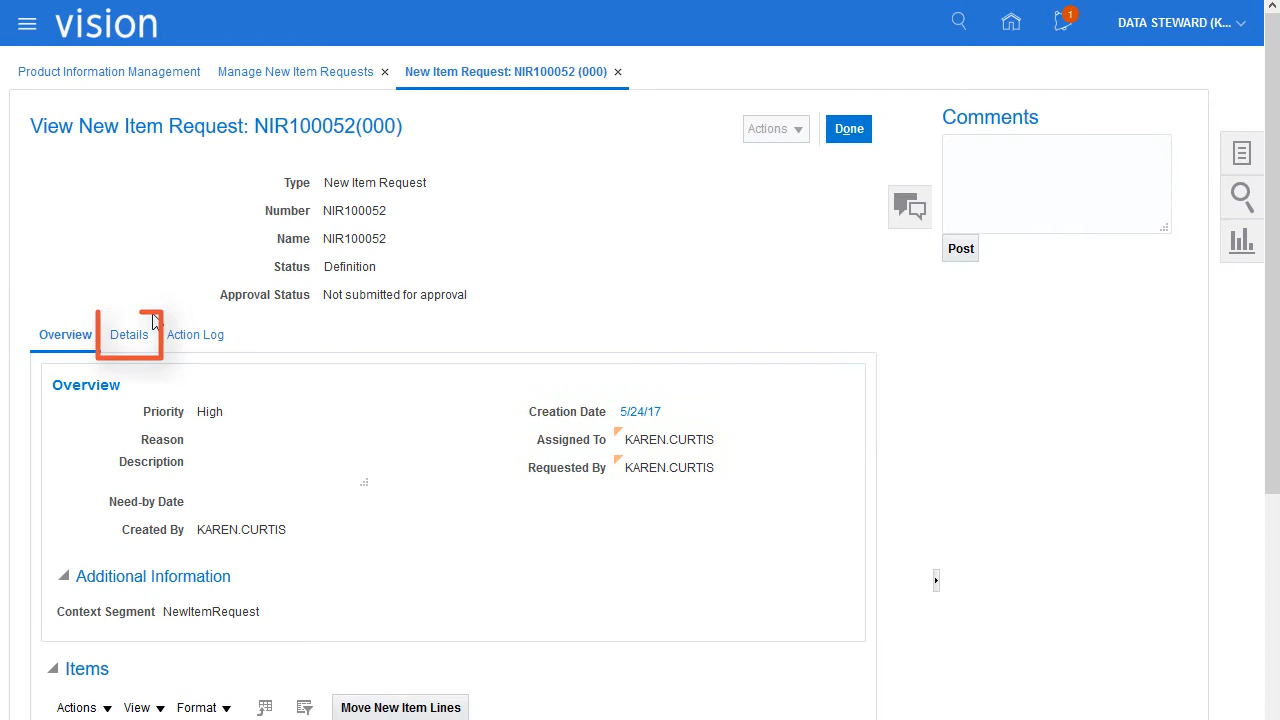 vision
1
DATA STEWARD (K...
Product Information Management
Manage New Item Requests ×
New Item Request: NIR100052 (000) ×
View New Item Request: NIR100052(000)
Actions
Done
Type New Item Request
Number NIR100052
Name NIR100052
Status Definition
Approval Status Not submitted for approval
Comments
Post
Overview Details Action Log
Overview
Priority High
Reason
Description
Need-by Date
Created By KAREN.CURTIS
Creation Date 5/24/17
Assigned To KAREN.CURTIS
Requested By KAREN.CURTIS
Additional Information
Context Segment NewItemRequest
Items
Actions View Format Move New Item Lines